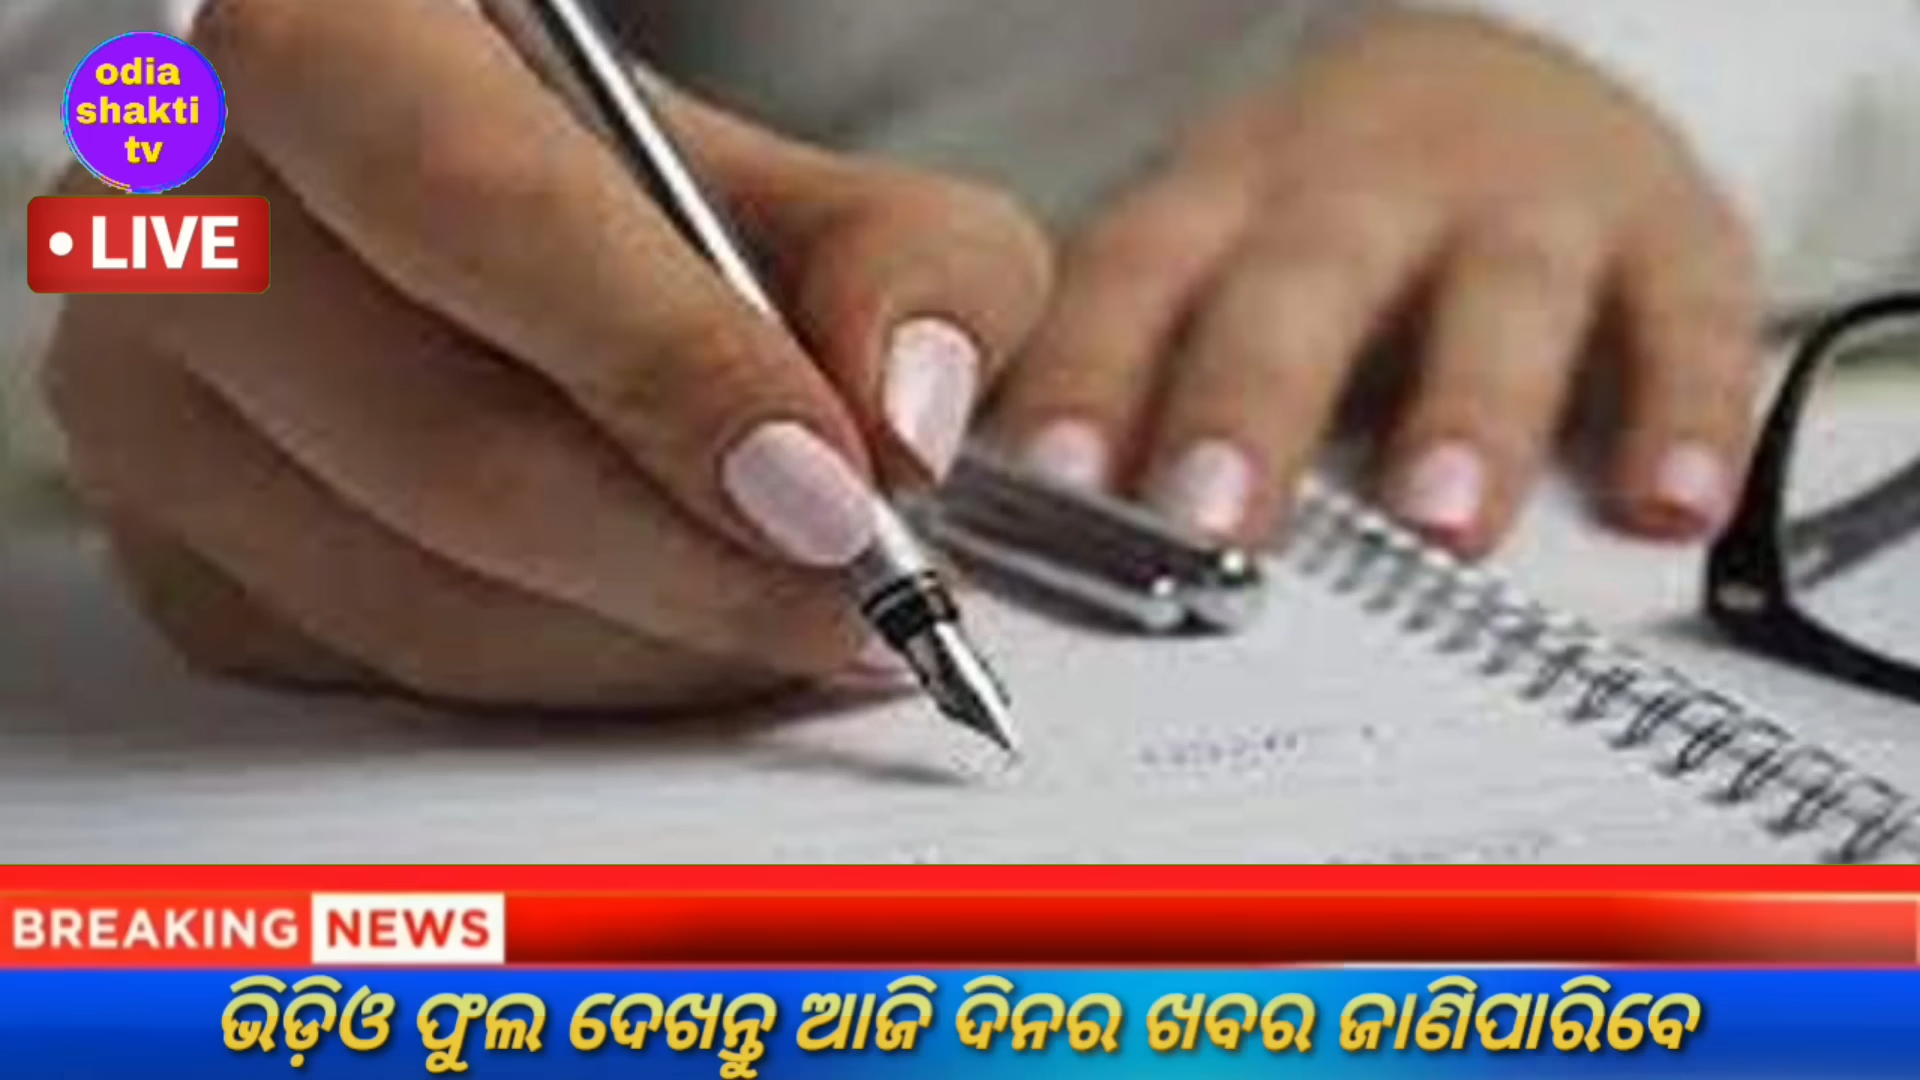 odia
shakti
tv
• LIVE
BREAKING NEWS
ଭିଡ଼ିଓ ଫୁଲ ଦେଖନ୍ତୁ ଆଜି ଦିନର ଖବର ଜାଣିପାରିବେ